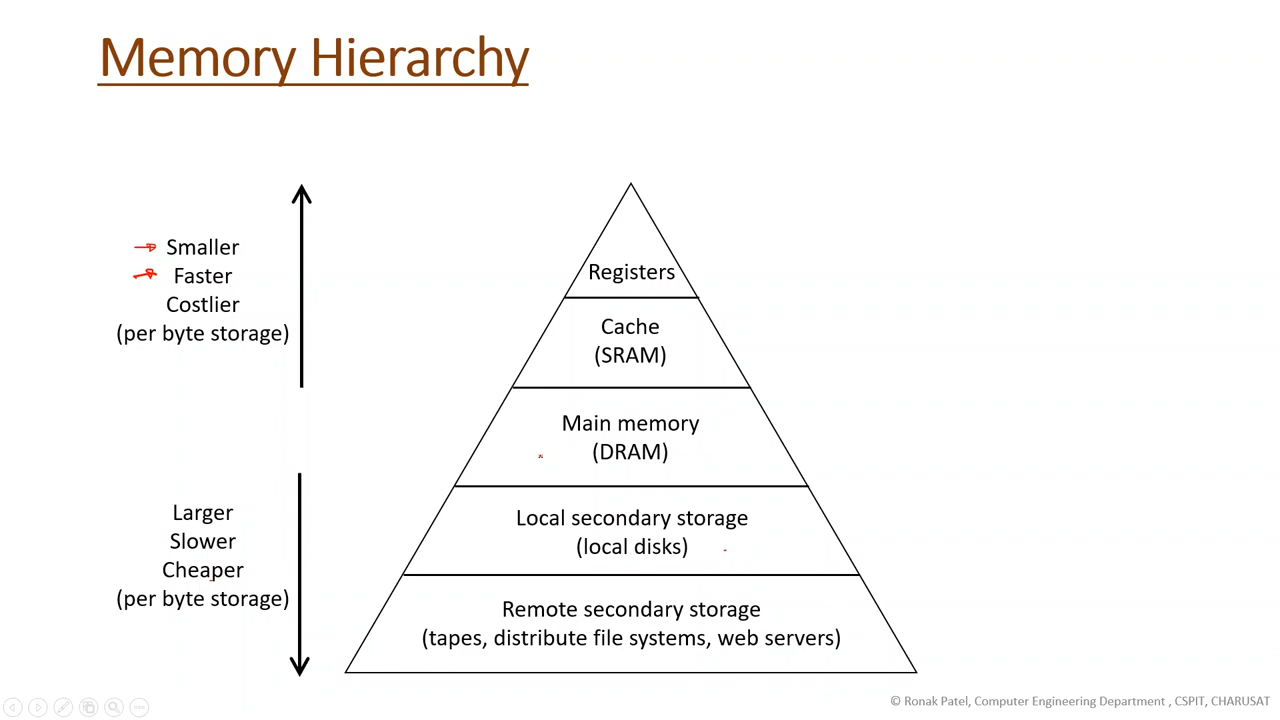 Memory Hierarchy
Smaller
Faster
Costlier
(per byte storage)
Larger
Slower
Cheaper
(per byte storage)
Registers
Cache
(SRAM)
Main memory
(DRAM)
Local secondary storage
(local disks)
Remote secondary storage
(tapes, distribute file systems, web servers)
© Ronak Patel, Computer Engineering Department , CSPIT, CHARUSAT